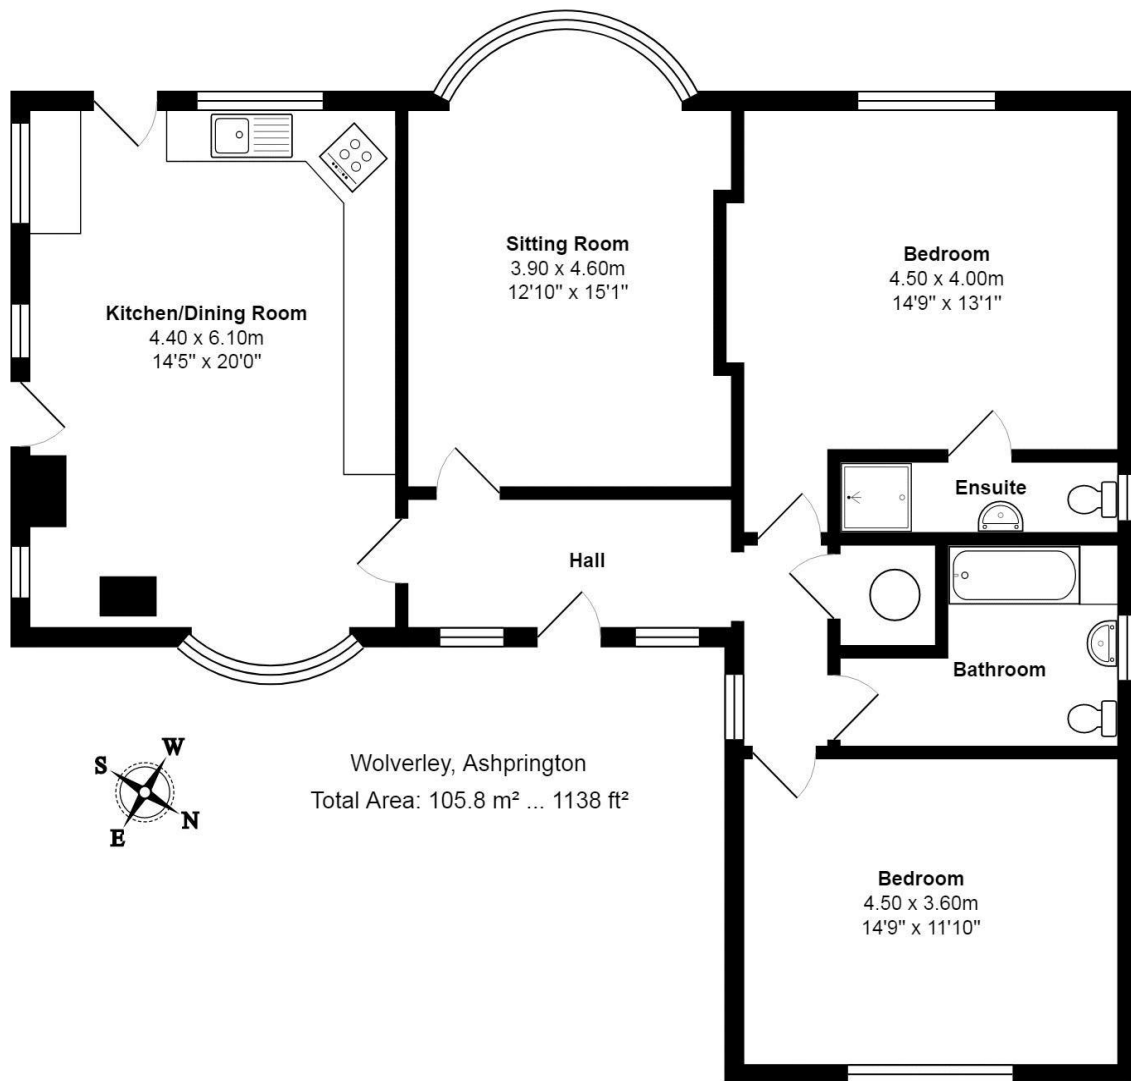 Sitting Room
3.90 x 4.60m
12'10" x 15'1"
Bedroom
4.50 x 4.00m
14'9" x 13'1"
Kitchen/Dining Room
4.40 x 6.10m
14'5" x 20'0"
Ensuite
Hall
Bathroom
W
S
N
E
Wolverley, Ashprington
Total Area: 105.8 m² ... 1138 ft²
Bedroom
4.50 x 3.60m
14'9" x 11'10"